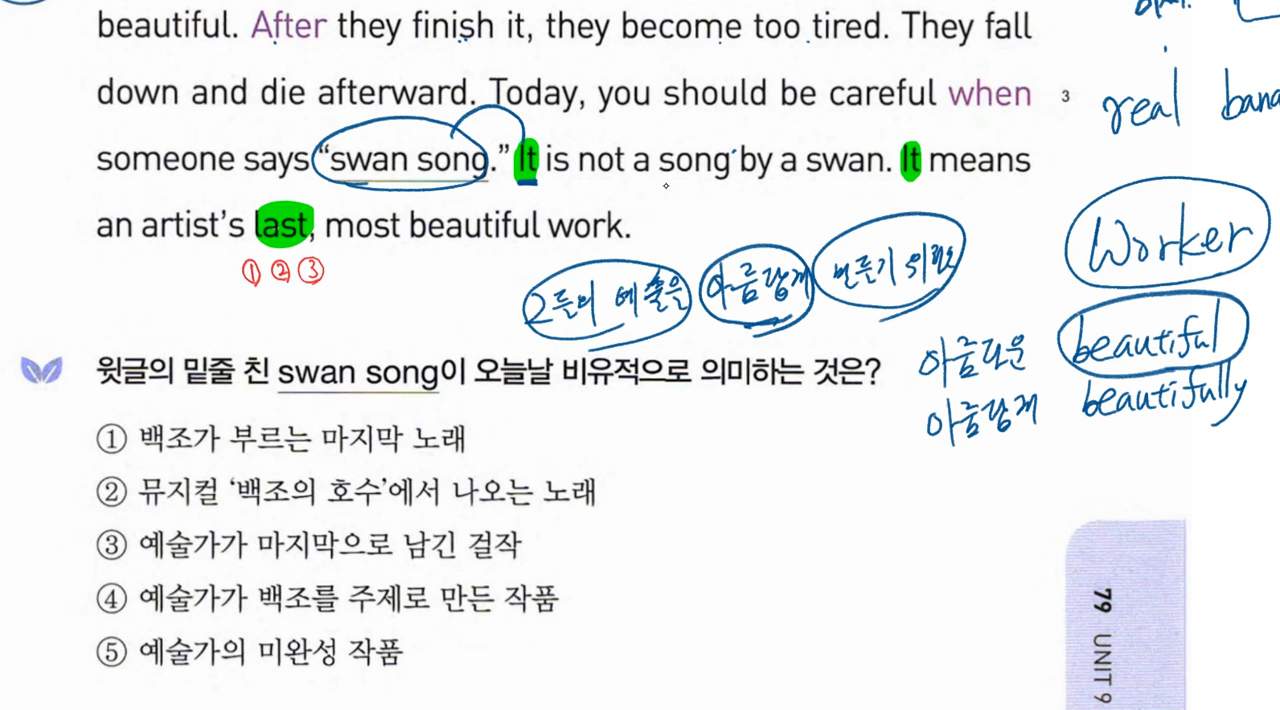 beautiful. After they finish it, they become too tired. They fall
down and die afterward. Today, you should be careful when 3
real
someone says “swan song.” It is not a song by a swan. It means
an artist’s last, most beautiful work.
Worker
① ② ③
그들의 예술을 아름답게 만들기 위해
윗글의 밑줄 친 swan song이 오늘날 비유적으로 의미하는 것은?
아름다운 beautiful
아름답게 beautifully
① 백조가 부르는 마지막 노래
② 뮤지컬 ‘백조의 호수’에서 나오는 노래
③ 예술가가 마지막으로 남긴 걸작
④ 예술가가 백조를 주제로 만든 작품
⑤ 예술가의 미완성 작품
79 UNIT 9